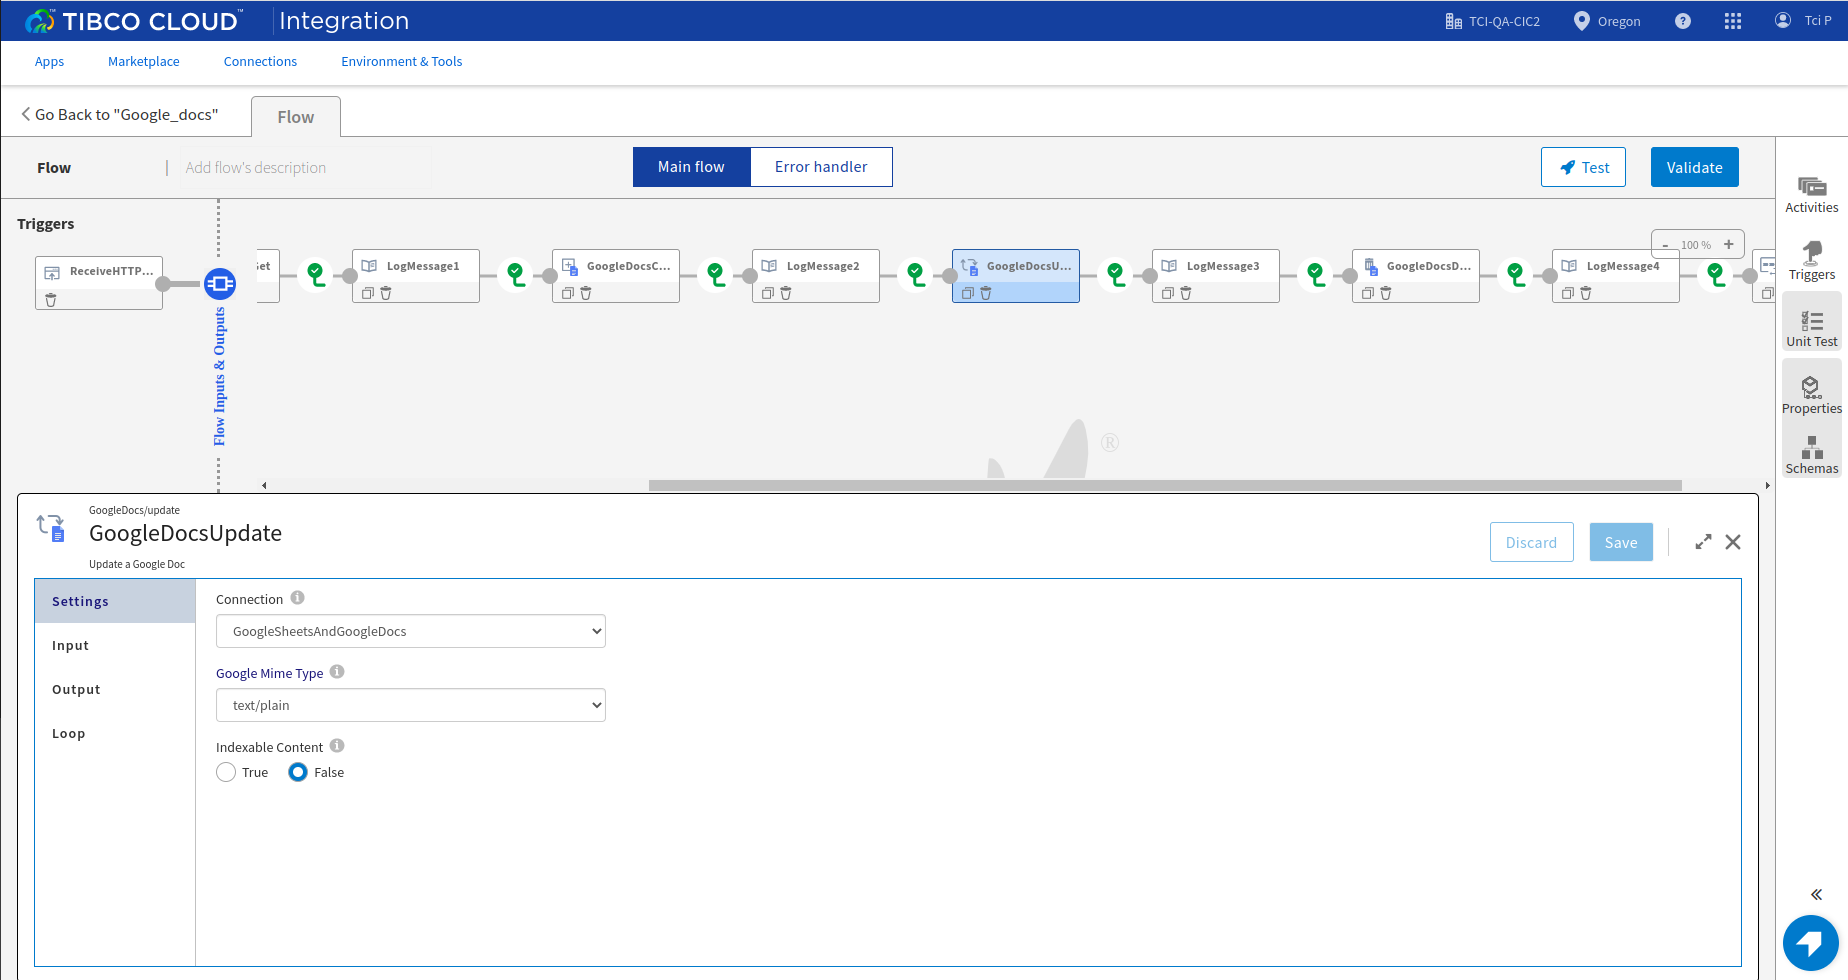 TIBCO CLOUD™ Integration
TCI-QA-CIC2
Oregon
?
Tci P
Apps
Marketplace
Connections
Environment & Tools
Go Back to "Google_docs"
Flow
Flow
Add flow's description
Main flow
Error handler
Test
Validate
Triggers
Activities
Triggers
Unit Test
Properties
Schemas
- 100 % +
ReceiveHTTP...
Flow Inputs & Outputs
et
LogMessage1
GoogleDocsC...
LogMessage2
GoogleDocsU...
LogMessage3
GoogleDocsD...
LogMessage4
®
GoogleDocs/update
GoogleDocsUpdate
Update a Google Doc
Discard
Save
Settings
Input
Output
Loop
Connection
GoogleSheetsAndGoogleDocs
Google Mime Type
text/plain
Indexable Content
True
False